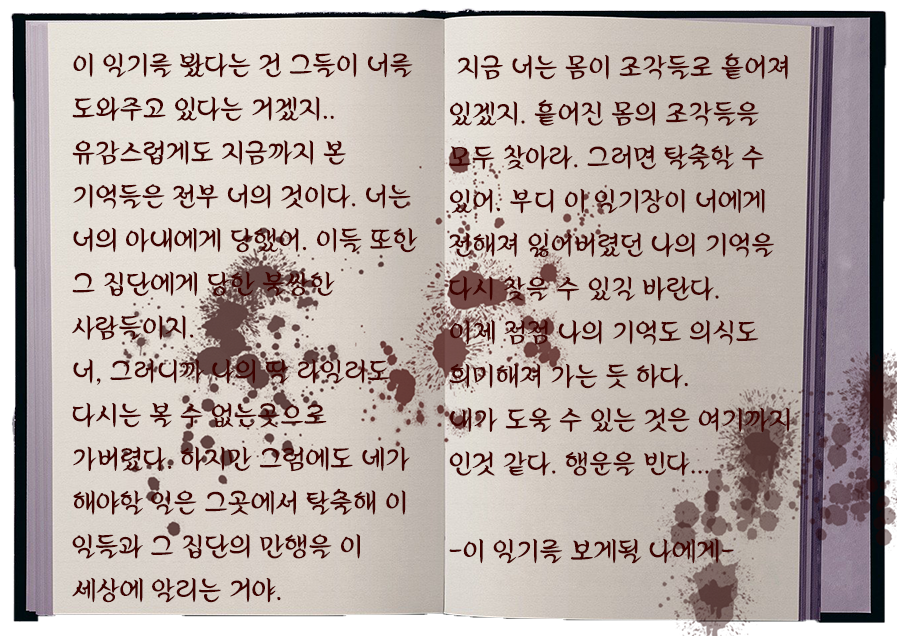 이 일기를 봤다는 건 그들이 너를
도와주고 있다는 거겠지..
유감스럽게도 지금까지 본
기억들은 전부 너의 것이다. 너는
너의 아내에게 당했어. 이들 또한
그 집단에게 당한 불쌍한
사람들이지.
너, 그러니까 나의 딸 라일라도
다시는 볼 수 없는곳으로
가버렸다. 하지만 그럼에도 네가
해야할 일은 그곳에서 탈출해 이
일들과 그 집단의 만행을 이
세상에 알리는 거야.
지금 너는 몸이 조각들로 흩어져
있겠지. 흩어진 몸의 조각들을
모두 찾아라. 그러면 탈출할 수
있어. 부디 이 일기장이 너에게
전해져 잃어버렸던 나의 기억을
다시 찾을 수 있길 바란다.
이제 점점 나의 기억도 의식도
희미해져 가는 듯 하다.
내가 도울 수 있는 것은 여기까지
인것 같다. 행운을 빈다...
-이 일기를 보게될 나에게-